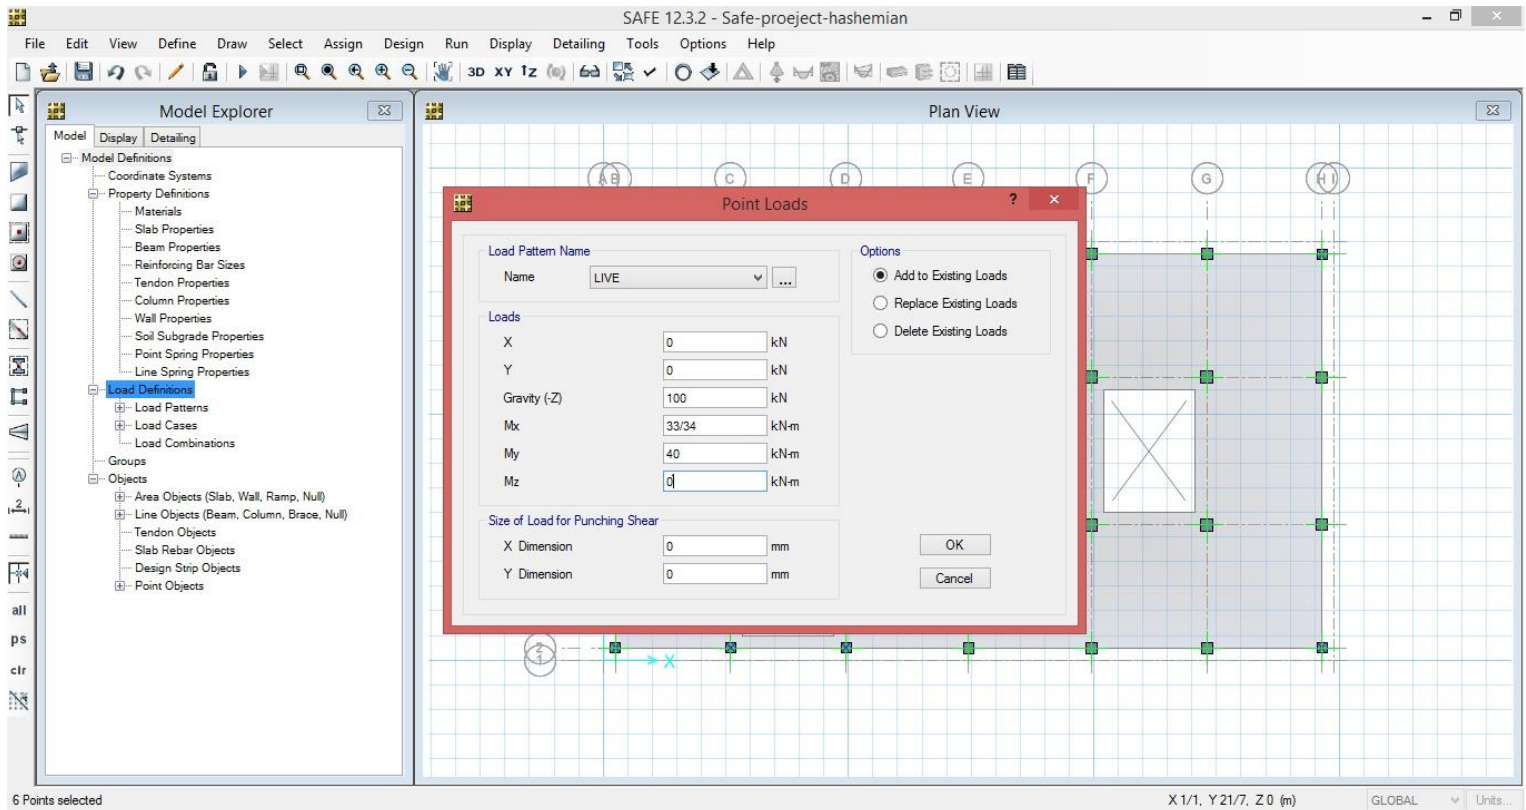 SAFE 12.3.2 - Safe-proeject-hashemian
File Edit View Define Draw Select Assign Design Run Display Detailing Tools Options Help
3D XY
Model Explorer
Model Display Detailing
Model Definitions
Coordinate Systems
Property Definitions
Materials
Slab Properties
Beam Properties
Reinforcing Bar Sizes
Tendon Properties
Column Properties
Wall Properties
Soil Subgrade Properties
Point Spring Properties
Line Spring Properties
Load Definitions
Load Patterns
Load Cases
Load Combinations
Groups
Objects
Area Objects (Slab, Wall, Ramp, Null)
Line Objects (Beam, Column, Brace, Null)
Tendon Objects
Slab Rebar Objects
Design Strip Objects
Point Objects
all
ps
clr
Plan View
A B C D E F G H I
Point Loads ?
Load Pattern Name
Name LIVE ...
Loads
X 0 kN
Y 0 kN
Gravity (-Z) 100 kN
Mx 33/34 kN-m
My 40 kN-m
Mz 0 kN-m
Size of Load for Punching Shear
X Dimension 0 mm
Y Dimension 0 mm
Options
Add to Existing Loads
Replace Existing Loads
Delete Existing Loads
OK
Cancel
2
1
X
6 Points selected
X 1/1, Y 21/7, Z 0 (m)
GLOBAL
Units...